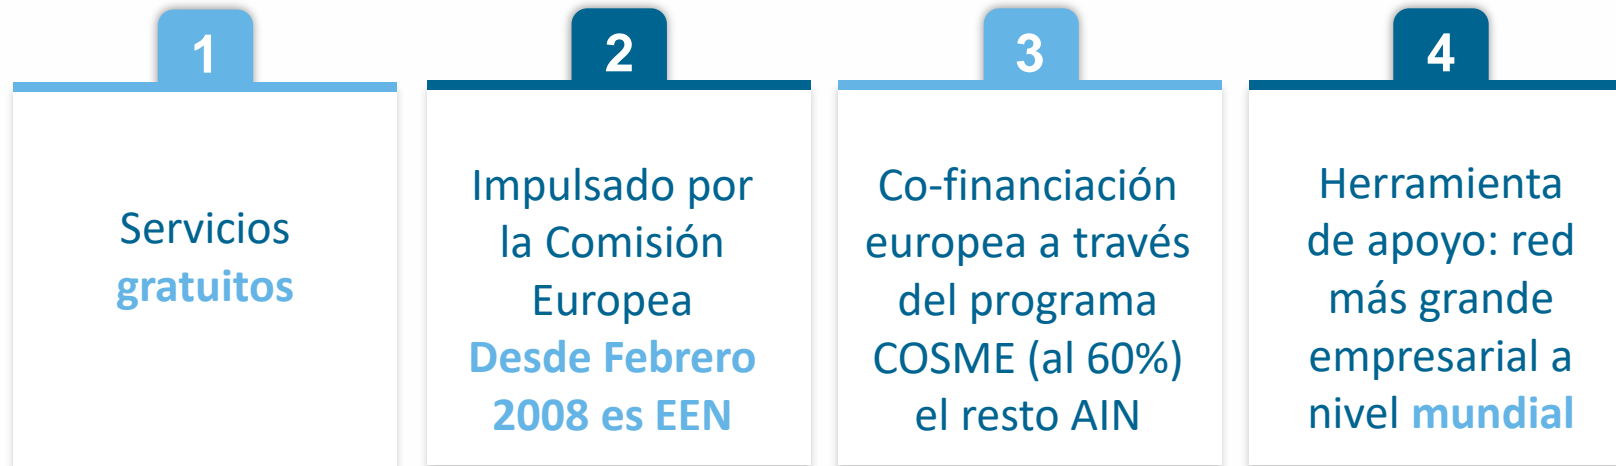 1
Servicios
gratuitos
2
Impulsado por
la Comisión
Europea
Desde Febrero
2008 es EEN
3
Co-financiación
europea a través
del programa
COSME (al 60%)
el resto AIN
4
Herramienta
de apoyo: red
más grande
empresarial a
nivel mundial